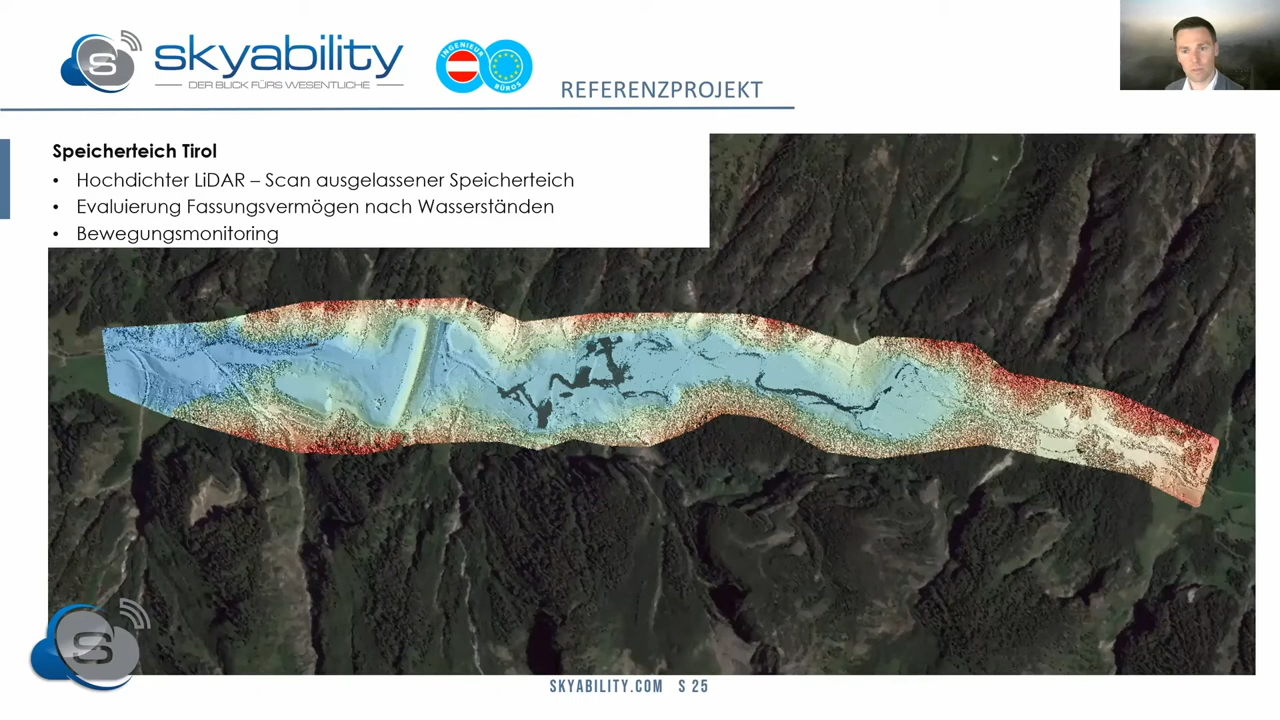 skyability
DER BLICK FÜRS WESENTLICHE
INGENIEUR
BÜROS
REFERENZPROJEKT
Speicherteich Tirol
• Hochdichter LiDAR – Scan ausgelassener Speicherteich
• Evaluierung Fassungsvermögen nach Wasserständen
• Bewegungsmonitoring
S
S
SKYABILITY.COM S 25